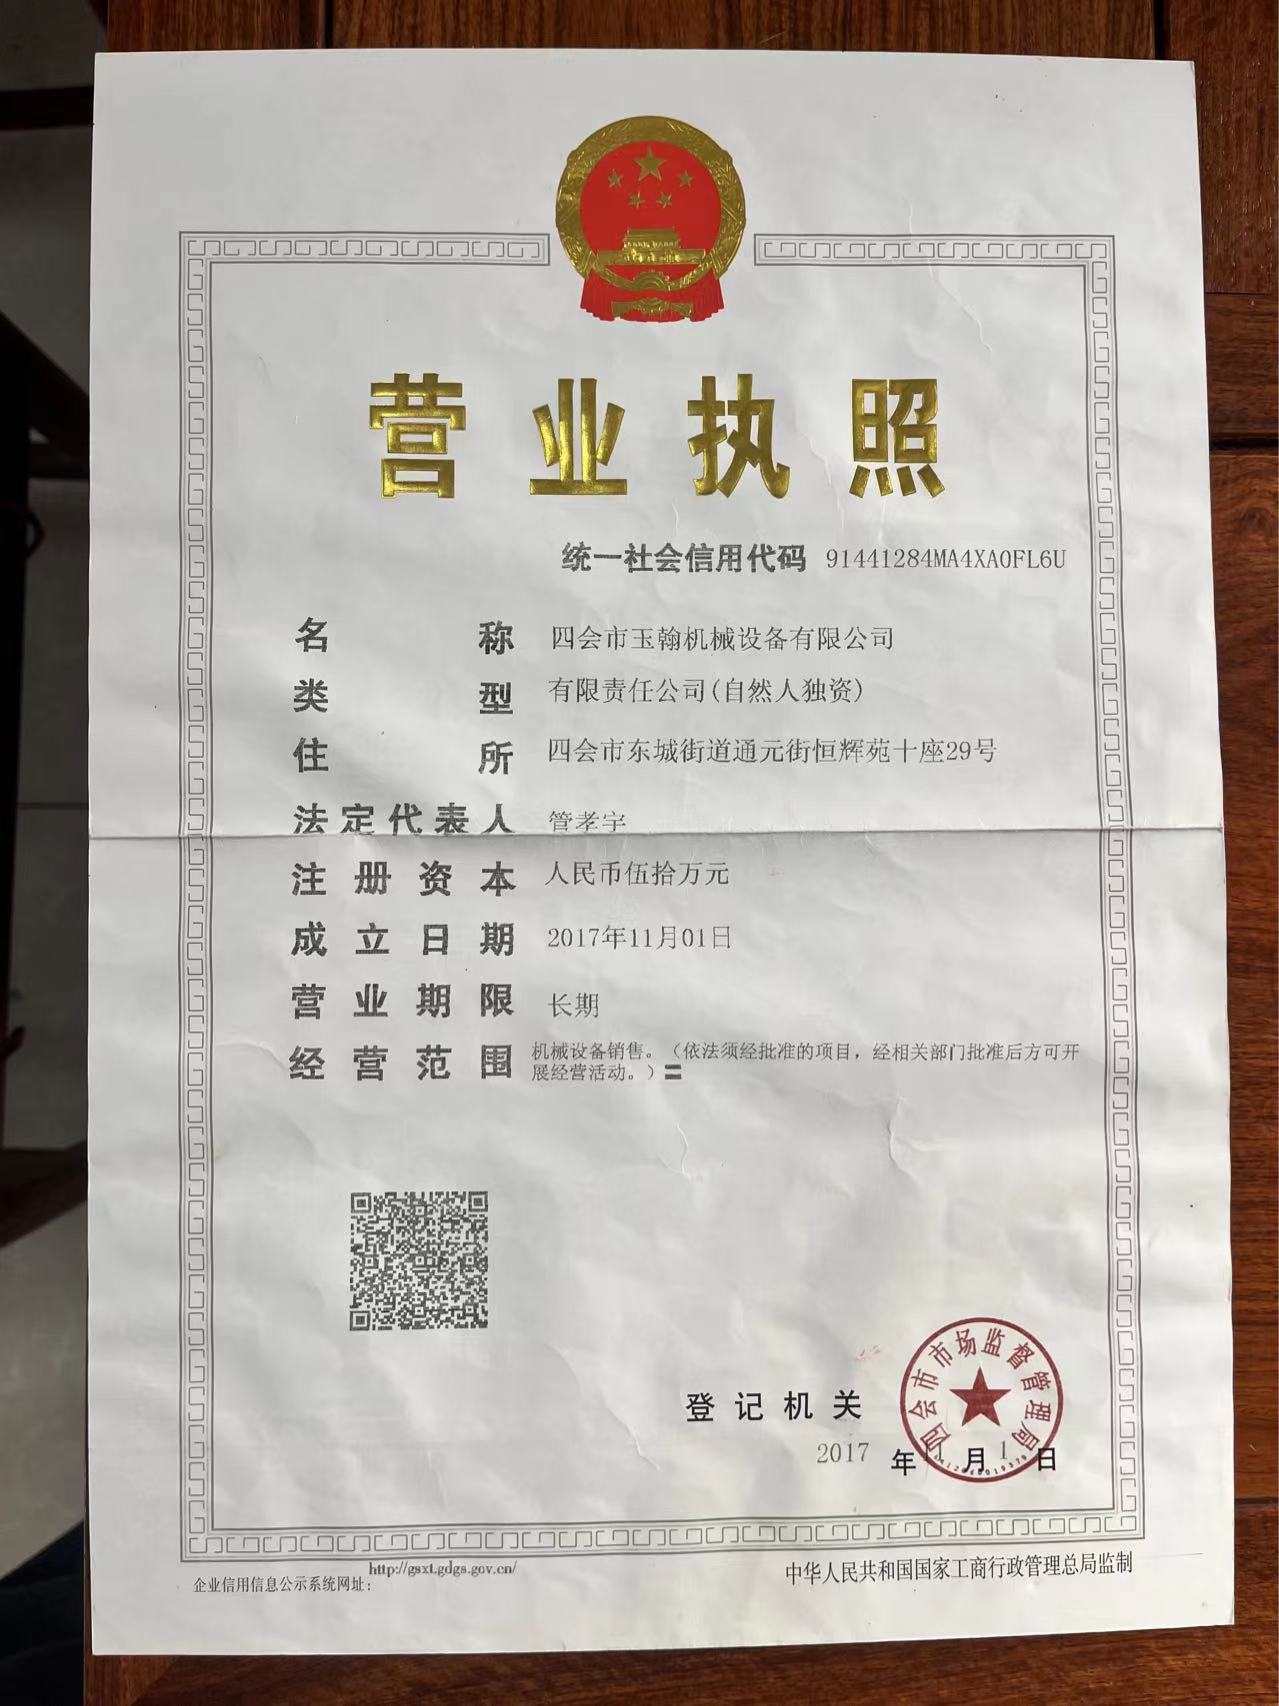 营业执照
统一社会信用代码 91441284MA4XA0FL6U
名称 四会市玉翰机械设备有限公司
类型 有限责任公司(自然人独资)
住所 四会市东城街道通元街恒辉苑十座29号
法定代表人 管孝宇
注册资本 人民币伍拾万元
成立日期 2017年11月01日
营业期限 长期
经营范围 机械设备销售。（依法须经批准的项目，经相关部门批准后方可开
展经营活动。）〓
四会市市场监督管理局
登记机关
2017 年 11 月 1 日
http://gsxt.gdgs.gov.cn/
企业信用信息公示系统网址：
中华人民共和国国家工商行政管理总局监制